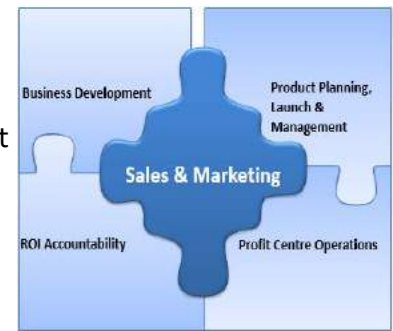 Business Development
Product Planning,
Launch &
Management
t
Sales & Marketing
ROI Accountability
Profit Centre Operations